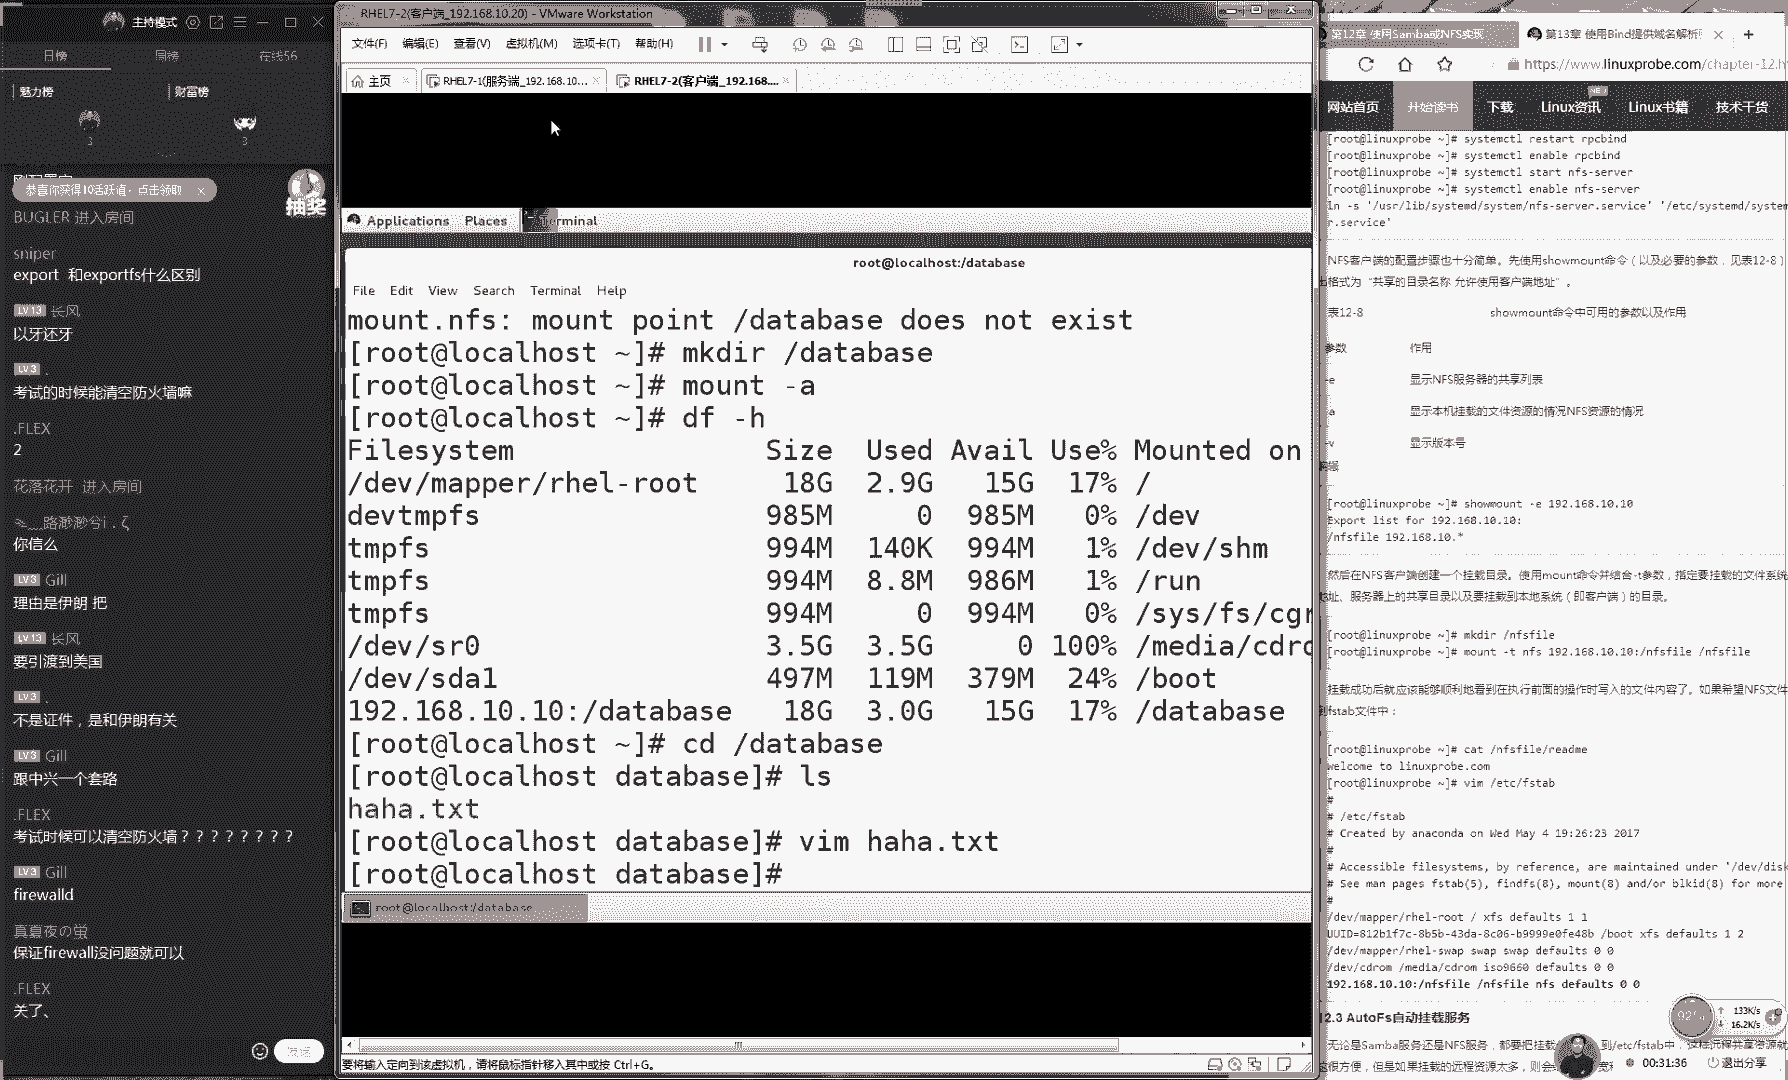 主持模式
日榜
周榜
在线56
魅力榜
财富榜
3
3
恭喜你获得10活跃值，点击领取
抽奖
BUGLER 进入房间
sniper
export 和exportfs什么区别
LV13 长风
以牙还牙
LV3 .
考试的时候能清空防火墙嘛
.FLEX
2
花落花开 进入房间
你信么
LV3 Gill
理由是伊朗 把
LV13 长风
要引渡到美国
LV3 .
不是证件，是和伊朗有关
LV3 Gill
跟中兴一个套路
.FLEX
考试时候可以清空防火墙？？？？？？？？
LV3 Gill
firewalld
真夏夜の蛍
保证firewall没问题就可以
.FLEX
关了、
发送
RHEL7-2(客户端_192.168.10.20) - VMware Workstation
文件(F) 编辑(E) 查看(V) 虚拟机(M) 选项卡(T) 帮助(H)
主页
RHEL7-1(服务端_192.168.10...
RHEL7-2(客户端_192.168....
Applications Places Terminal
root@localhost:/database
File Edit View Search Terminal Help
mount.nfs: mount point /database does not exist
[root@localhost ~]# mkdir /database
[root@localhost ~]# mount -a
[root@localhost ~]# df -h
Filesystem Size Used Avail Use% Mounted on
/dev/mapper/rhel-root 18G 2.9G 15G 17% /
devtmpfs 985M 0 985M 0% /dev
tmpfs 994M 140K 994M 1% /dev/shm
tmpfs 994M 8.8M 986M 1% /run
tmpfs 994M 0 994M 0% /sys/fs/cgr
/dev/sr0 3.5G 3.5G 0 100% /media/cdro
/dev/sda1 497M 119M 379M 24% /boot
192.168.10.10:/database 18G 3.0G 15G 17% /database
[root@localhost ~]# cd /database
[root@localhost database]# ls
haha.txt
[root@localhost database]# vim haha.txt
[root@localhost database]#
root@localhost:/database
要将输入定向到该虚拟机，请将鼠标指针移入其中或按 Ctrl+G。
第12章 使用Samba或NFS实现
第13章 使用Bind提供域名解析
https://www.linuxprobe.com/chapter-12.h
网站首页 开始读书 下载 Linux资讯 Linux书籍 技术干货
[root@linuxprobe ~]# systemctl restart rpcbind
[root@linuxprobe ~]# systemctl enable rpcbind
[root@linuxprobe ~]# systemctl start nfs-server
[root@linuxprobe ~]# systemctl enable nfs-server
ln -s '/usr/lib/systemd/system/nfs-server.service' '/etc/systemd/system
r.service'
NFS客户端的配置步骤也十分简单。先使用showmount命令（以及必要的参数，见表12-8）
格式为“共享的目录名称 允许使用客户端地址”。
表12-8 showmount命令中可用的参数以及作用
参数 作用
-e 显示NFS服务器的共享列表
-a 显示本机挂载的文件资源的情况NFS资源的情况
-v 显示版本号
编辑
[root@linuxprobe ~]# showmount -e 192.168.10.10
Export list for 192.168.10.10:
/nfsfile 192.168.10.*
然后在NFS客户端创建一个挂载目录。使用mount命令并结合-t参数，指定要挂载的文件系统
地址、服务器上的共享目录以及要挂载到本地系统（即客户端）的目录。
[root@linuxprobe ~]# mkdir /nfsfile
[root@linuxprobe ~]# mount -t nfs 192.168.10.10:/nfsfile /nfsfile
挂载成功后就应该能够顺利地看到在执行前面的操作时写入的文件内容了。如果希望NFS文件
到fstab文件中：
[root@linuxprobe ~]# cat /nfsfile/readme
welcome to linuxprobe.com
[root@linuxprobe ~]# vim /etc/fstab
#
# /etc/fstab
# Created by anaconda on Wed May 4 19:26:23 2017
#
# Accessible filesystems, by reference, are maintained under '/dev/disk
# See man pages fstab(5), findfs(8), mount(8) and/or blkid(8) for more
#
/dev/mapper/rhel-root / xfs defaults 1 1
UUID=812b1f7c-8b5b-43da-8c06-b9999e0fe48b /boot xfs defaults 1 2
/dev/mapper/rhel-swap swap swap defaults 0 0
/dev/cdrom /media/cdrom iso9660 defaults 0 0
192.168.10.10:/nfsfile /nfsfile nfs defaults 0 0
2.3 AutoFs自动挂载服务
无论是Samba服务还是NFS服务，都要把挂载 到/etc/fstab中，这样远程共享资源就
很方便，但是如果挂载的远程资源太多，则会
133K/s
16.2K/s
00:31:36
退出分享